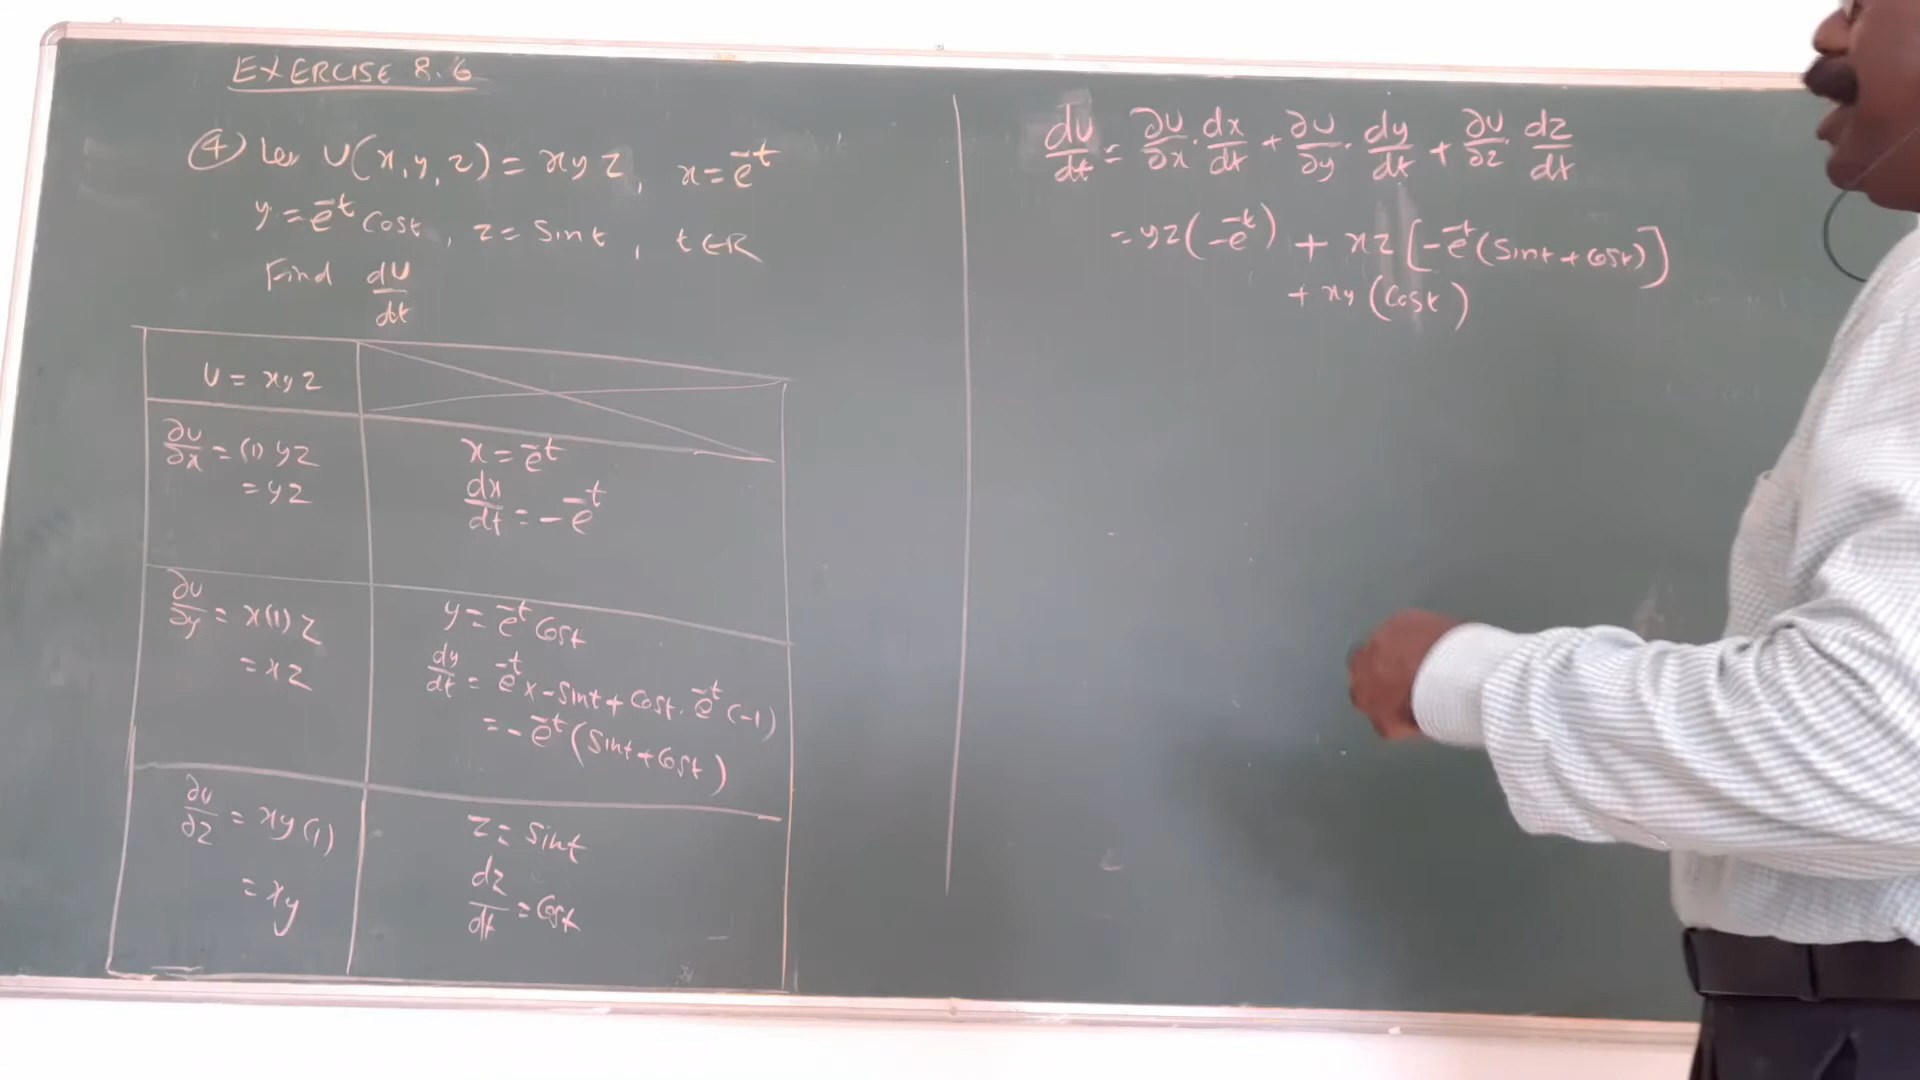 EXERCISE 8.6
④ Let U(x,y,z) = xyz, x = e^-t
y = e^-t Cost, z = Sint, t∈R
Find dU/dt
U = xyz
∂U/∂x = (1) yz
= yz
x = e^-t
dx/dt = -e^-t
∂U/∂y = x(1) z
= xz
y = e^-t Cost
dy/dt = e^-t x -Sint + Cost. e^-t (-1)
= -e^-t (Sint + Cost)
∂U/∂z = xy(1)
= xy
z = Sint
dz/dt = Cost
dU/dt = ∂U/∂x . dx/dt + ∂U/∂y . dy/dt + ∂U/∂z . dz/dt
= yz(-e^-t) + xz[-e^-t(Sint + Cost)]
+ xy (Cost)